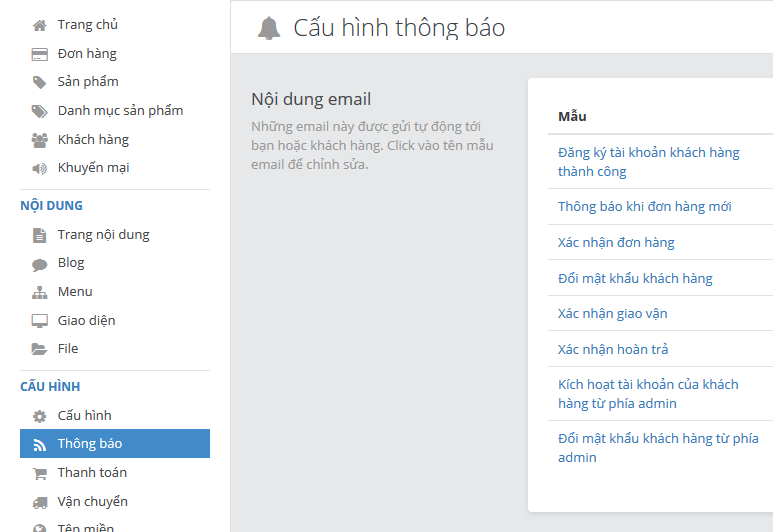 Trang chủ
Đơn hàng
Sản phẩm
Danh mục sản phẩm
Khách hàng
Khuyến mại
NỘI DUNG
Trang nội dung
Blog
Menu
Giao diện
File
CẤU HÌNH
Cấu hình
Thông báo
Thanh toán
Vận chuyển
Tên miền
Cấu hình thông báo
Nội dung email
Những email này được gửi tự động tới
bạn hoặc khách hàng. Click vào tên mẫu
email để chỉnh sửa.
Mẫu
Đăng ký tài khoản khách hàng
thành công
Thông báo khi đơn hàng mới
Xác nhận đơn hàng
Đổi mật khẩu khách hàng
Xác nhận giao vận
Xác nhận hoàn trả
Kích hoạt tài khoản của khách
hàng từ phía admin
Đổi mật khẩu khách hàng từ phía
admin